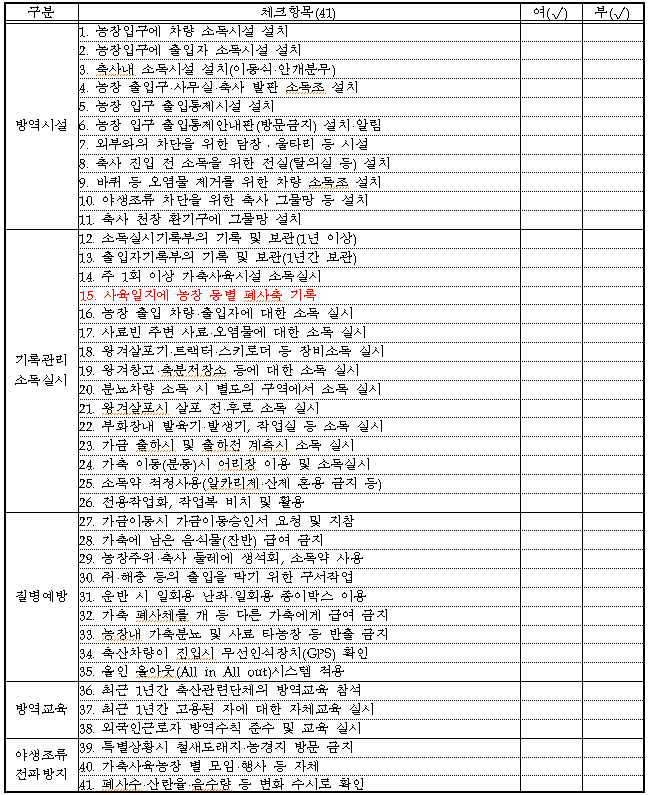 구분 체크항목(41) 여(√) 부(√)
방역시설
1. 농장입구에 차량 소독시설 설치
2. 농장입구에 출입자 소독시설 설치
3. 축사내 소독시설 설치(이동식·안개분무)
4. 농장 출입구·사무실·축사 발판 소독조 설치
5. 농장 입구 출입통제시설 설치
6. 농장 입구 출입통제안내판(방문금지) 설치·알림
7. 외부와의 차단을 위한 담장·울타리 등 시설
8. 축사 진입 전 소독을 위한 전실(탈의실 등) 설치
9. 바퀴 등 오염물 제거를 위한 차량 소독조 설치
10. 야생조류 차단을 위한 축사 그물망 등 설치
11. 축사 천장 환기구에 그물망 설치
기록관리
소독실시
12. 소독실시기록부의 기록 및 보관(1년 이상)
13. 출입자기록부의 기록 및 보관(1년간 보관)
14. 주 1회 이상 가축사육시설 소독실시
15. 사육일지에 농장 동별 폐사축 기록
16. 농장 출입 차량·출입자에 대한 소독 실시
17. 사료빈 주변 사료·오염물에 대한 소독 실시
18. 왕겨살포기·트랙터·스키로더 등 장비소독 실시
19. 왕겨창고·축분저장소 등에 대한 소독 실시
20. 분뇨차량 소독 시 별도의 구역에서 소독 실시
21. 왕겨살포시 살포 전·후로 소독 실시
22. 부화장내 발육기·발생기, 작업실 등 소독 실시
23. 가금 출하시 및 출하전 계측시 소독 실시
24. 가축 이동(분동)시 어리장 이용 및 소독실시
25. 소독약 적정사용(알카리계·산제 혼용 금지 등)
26. 전용작업화, 작업복 비치 및 활용
질병예방
27. 가금이동시 가금이동승인서 요청 및 지참
28. 가축에 남은 음식물(잔반) 급여 금지
29. 농장주위·축사 둘레에 생석회, 소독약 사용
30. 쥐·해충 등의 출입을 막기 위한 구서작업
31. 운반 시 일회용 난좌·일회용 종이박스 이용
32. 가축 폐사체를 개 등 다른 가축에게 급여 금지
33. 농장내 가축분뇨 및 사료 타농장 등 반출 금지
34. 축산차량이 진입시 무선인식장치(GPS) 확인
35. 올인 올아웃(All in All out)시스템 적용
방역교육
36. 최근 1년간 축산관련단체의 방역교육 참석
37. 최근 1년간 고용된 자에 대한 자체교육 실시
38. 외국인근로자 방역수칙 준수 및 교육 실시
야생조류
전파방지
39. 특별상황시 철새도래지·농경지 방문 금지
40. 가축사육농장 별 모임·행사 등 자체
41. 폐사수·산란율·음수량 등 변화 수시로 확인